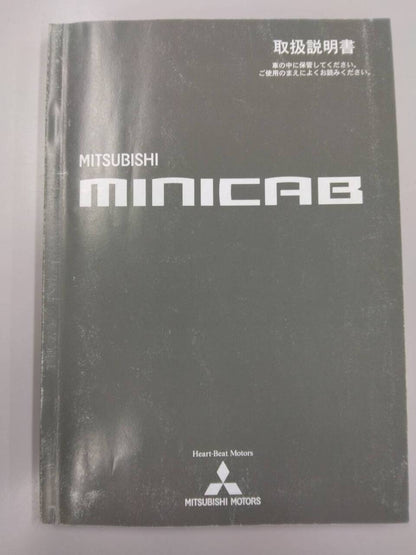 取扱説明書
車の中に保管してください。
ご使用のまえによくお読みください。
MITSUBISHI
MINICAB
Heart-Beat Motors
MITSUBISHI MOTORS